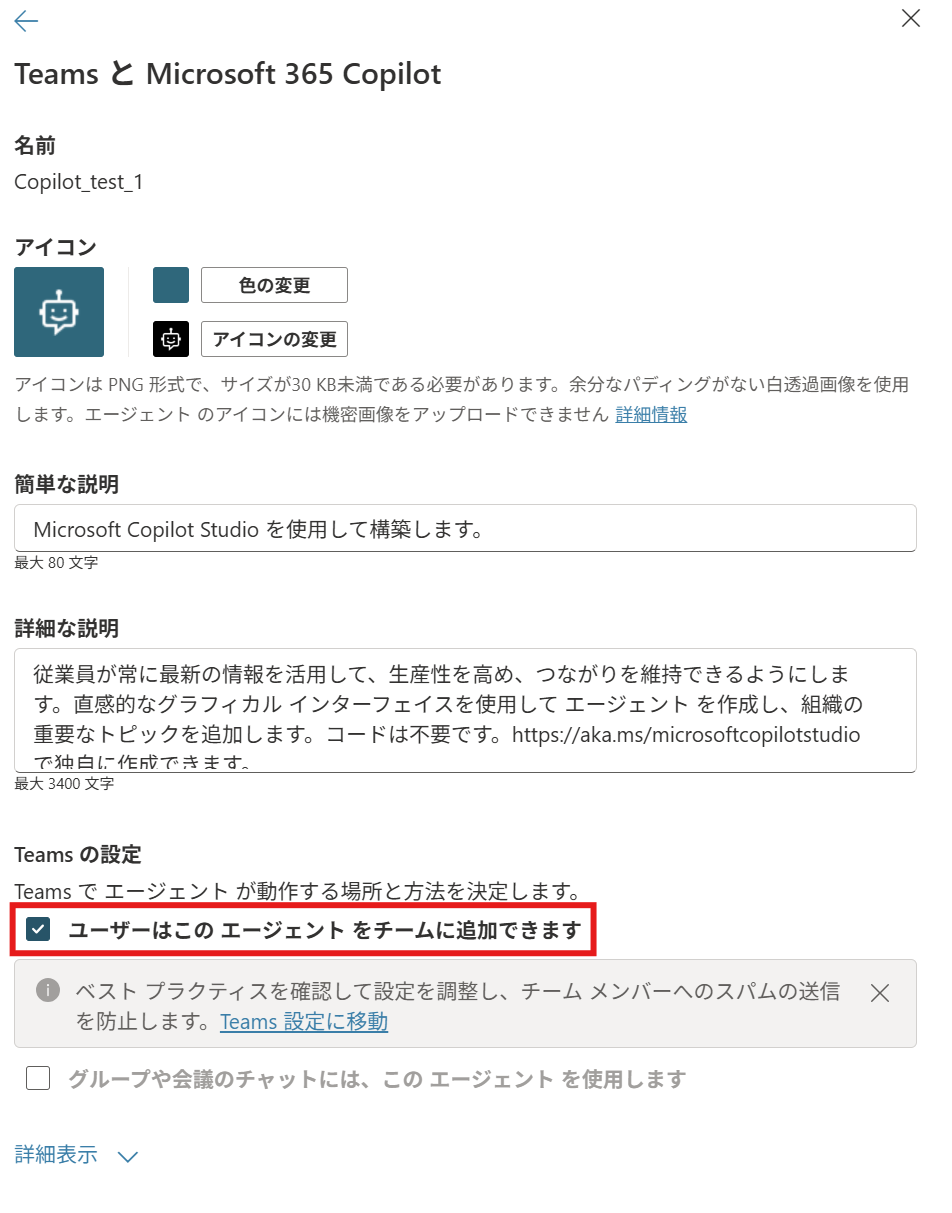 Teams と Microsoft 365 Copilot
名前
Copilot_test_1
アイコン
色の変更
アイコンの変更
アイコンは PNG 形式で、サイズが30 KB未満である必要があります。余分なパディングがない白透過画像を使用
します。エージェント のアイコンには機密画像をアップロードできません 詳細情報
簡単な説明
Microsoft Copilot Studio を使用して構築します。
最大 80 文字
詳細な説明
従業員が常に最新の情報を活用して、生産性を高め、つながりを維持できるようにしま
す。直感的なグラフィカル インターフェイスを使用して エージェント を作成し、組織の
重要なトピックを追加します。コードは不要です。https://aka.ms/microsoftcopilotstudio
で独自に作成できます。
最大 3400 文字
Teams の設定
Teams で エージェント が動作する場所と方法を決定します。
ユーザーはこの エージェント をチームに追加できます
ベスト プラクティスを確認して設定を調整し、チーム メンバーへのスパムの送信
を防止します。Teams 設定に移動
グループや会議のチャットには、この エージェント を使用します
詳細表示